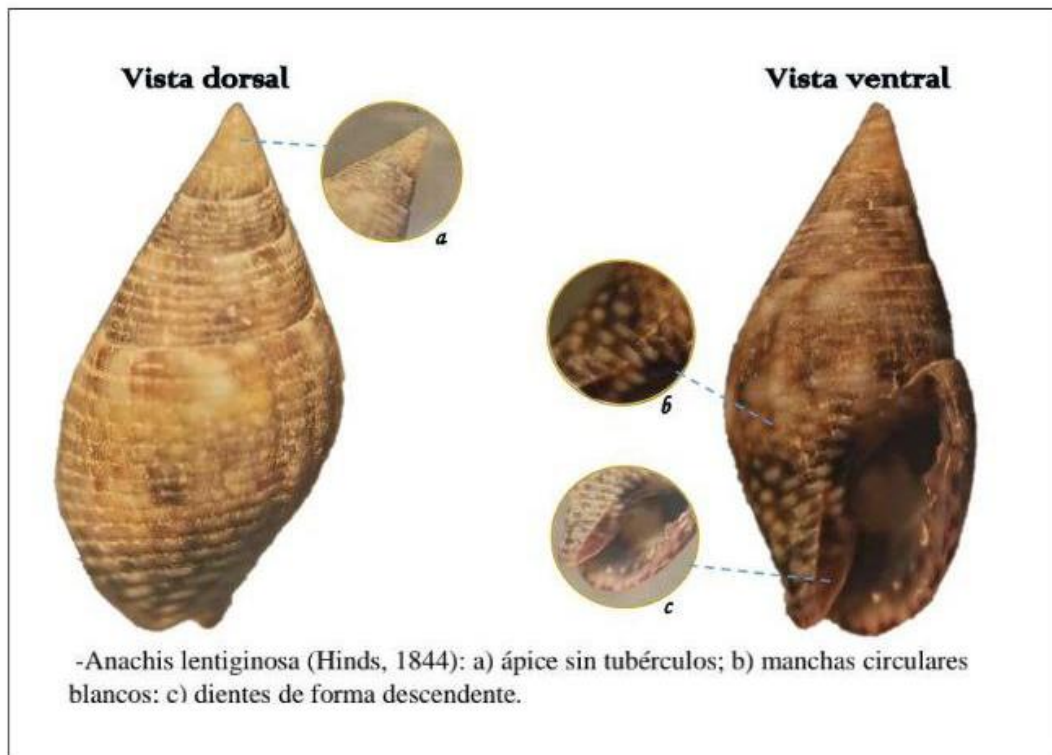 Vista dorsal
Vista ventral
a
b
c
-Anachis lentiginosa (Hinds, 1844): a) ápice sin tubérculos; b) manchas circulares
blancos; c) dientes de forma descendente.